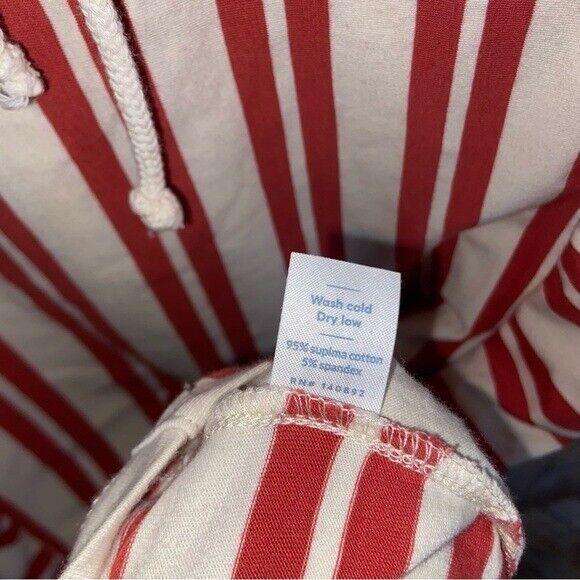 Wash cold
Dry low
95% supima cotton
5% spandex
RN# 140892